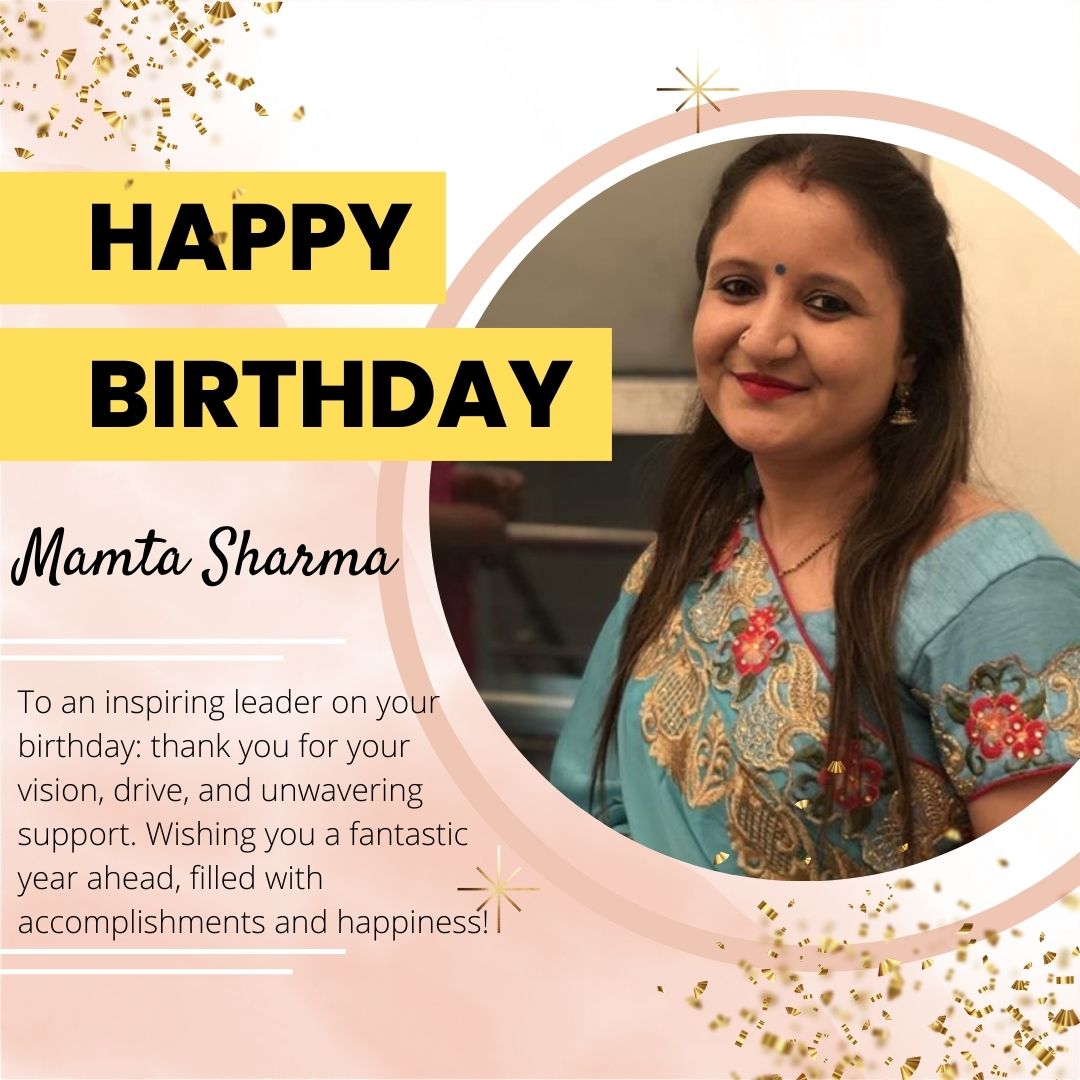 HAPPY
BIRTHDAY
Mamta Sharma
To an inspiring leader on your
birthday: thank you for your
vision, drive, and unwavering
support. Wishing you a fantastic
year ahead, filled with
accomplishments and happiness!